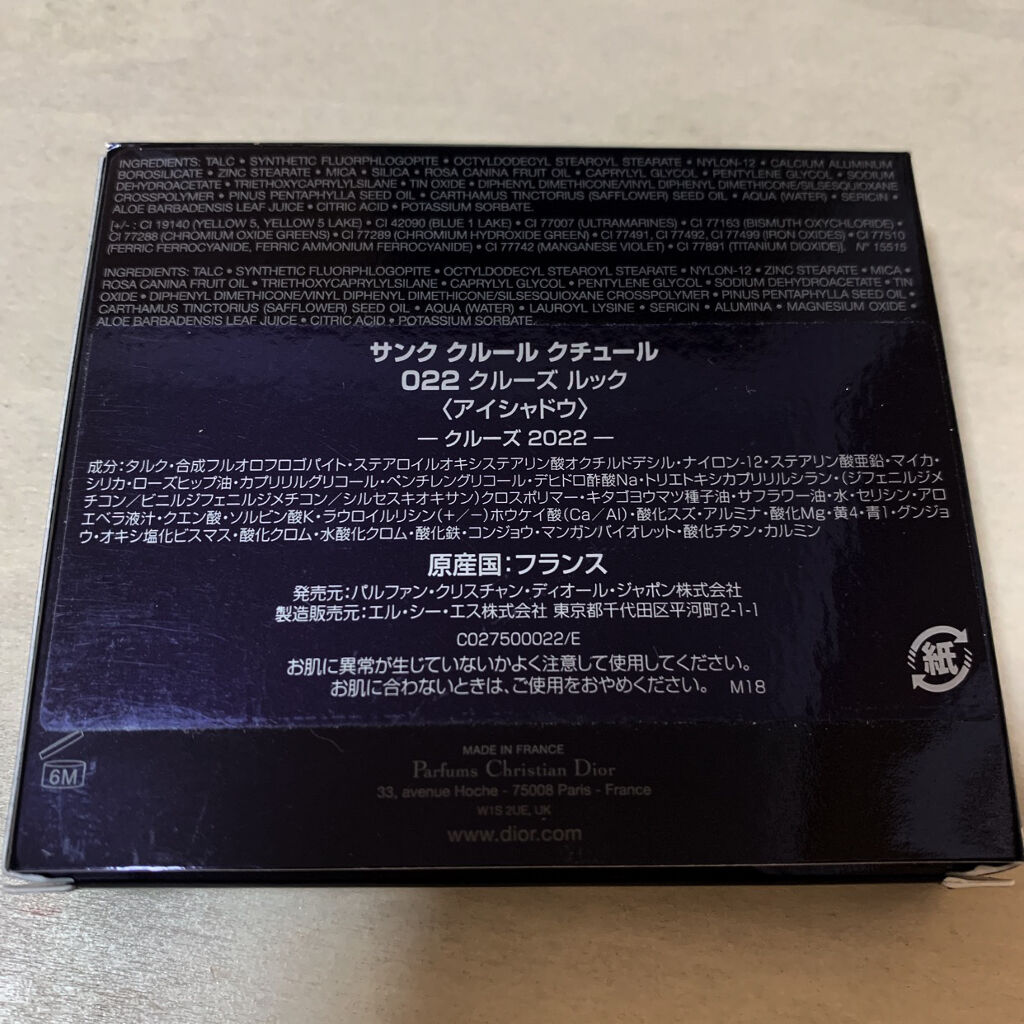 INGREDIENTS: TALC • SYNTHETIC FLUORPHLOGOPITE • OCTYLDODECYL STEAROYL STEARATE • NYLON-12 • CALCIUM ALUMINUM
BOROSILICATE • ZINC STEARATE • MICA • SILICA • ROSA CANINA FRUIT OIL • CAPRYLYL GLYCOL • PENTYLENE GLYCOL • SODIUM
DEHYDROACETATE • TRIETHOXYCAPRYLYLSILANE • TIN OXIDE • DIPHENYL DIMETHICONE/VINYL DIPHENYL DIMETHICONE/SILSESQUIOXANE
CROSSPOLYMER • PINUS PENTAPHYLLA SEED OIL • CARTHAMUS TINCTORIUS (SAFFLOWER) SEED OIL • AQUA (WATER) • SERICIN •
ALOE BARBADENSIS LEAF JUICE • CITRIC ACID • POTASSIUM SORBATE.
[+/- : CI 19140 (YELLOW 5, YELLOW 5 LAKE) • CI 42090 (BLUE 1 LAKE) • CI 77007 (ULTRAMARINES) • CI 77163 (BISMUTH OXYCHLORIDE) •
CI 77288 (CHROMIUM OXIDE GREENS) • CI 77289 (CHROMIUM HYDROXIDE GREEN) • CI 77491, CI 77492, CI 77499 (IRON OXIDES) • CI 77510
(FERRIC FERROCYANIDE, FERRIC AMMONIUM FERROCYANIDE) • CI 77742 (MANGANESE VIOLET) • CI 77891 (TITANIUM DIOXIDE)]. N° 15515
INGREDIENTS: TALC • SYNTHETIC FLUORPHLOGOPITE • OCTYLDODECYL STEAROYL STEARATE • NYLON-12 • ZINC STEARATE • MICA •
ROSA CANINA FRUIT OIL • TRIETHOXYCAPRYLYLSILANE • CAPRYLYL GLYCOL • PENTYLENE GLYCOL • SODIUM DEHYDROACETATE • TIN
OXIDE • DIPHENYL DIMETHICONE/VINYL DIPHENYL DIMETHICONE/SILSESQUIOXANE CROSSPOLYMER • PINUS PENTAPHYLLA SEED OIL •
CARTHAMUS TINCTORIUS (SAFFLOWER) SEED OIL • AQUA (WATER) • LAUROYL LYSINE • SERICIN • ALUMINA • MAGNESIUM OXIDE •
ALOE BARBADENSIS LEAF JUICE • CITRIC ACID • POTASSIUM SORBATE.
サンク クルール クチュール
022 クルーズ ルック
〈アイシャドウ〉
— クルーズ 2022 —
成分：タルク・合成フルオロフロゴパイト・ステアロイルオキシステアリン酸オクチルドデシル・ナイロン-12・ステアリン酸亜鉛・マイカ・
シリカ・ローズヒップ油・カプリリルグリコール・ペンチレングリコール・デヒドロ酢酸Na・トリエトキシカプリリルシラン・(ジフェニルジメ
チコン／ビニルジフェニルジメチコン／シルセスキオキサン)クロスポリマー・キタゴヨウマツ種子油・サフラワー油・水・セリシン・アロ
エベラ液汁・クエン酸・ソルビン酸K・ラウロイルリシン(＋／−)ホウケイ酸(Ca／Al)・酸化スズ・アルミナ・酸化Mg・黄4・青1・グンジョ
ウ・オキシ塩化ビスマス・酸化クロム・水酸化クロム・酸化鉄・コンジョウ・マンガンバイオレット・酸化チタン・カルミン
原産国：フランス
発売元：パルファン・クリスチャン・ディオール・ジャポン株式会社
製造販売元：エル・シー・エス株式会社 東京都千代田区平河町2-1-1
C027500022/E
お肌に異常が生じていないかよく注意して使用してください。
お肌に合わないときは、ご使用をおやめください。 M18
紙
6M
MADE IN FRANCE
Parfums Christian Dior
33, avenue Hoche - 75008 Paris - France
W1S 2UE, UK
www.dior.com